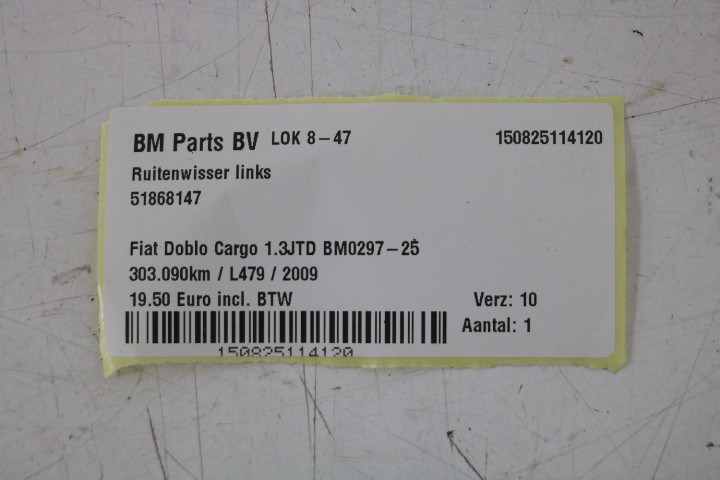 BM Parts BV LOK 8-47 150825114120
Ruitenwisser links
51868147
Fiat Doblo Cargo 1.3JTD BM0297-25
303.090km / L479 / 2009
19.50 Euro incl. BTW Verz: 10
Aantal: 1
150825114120